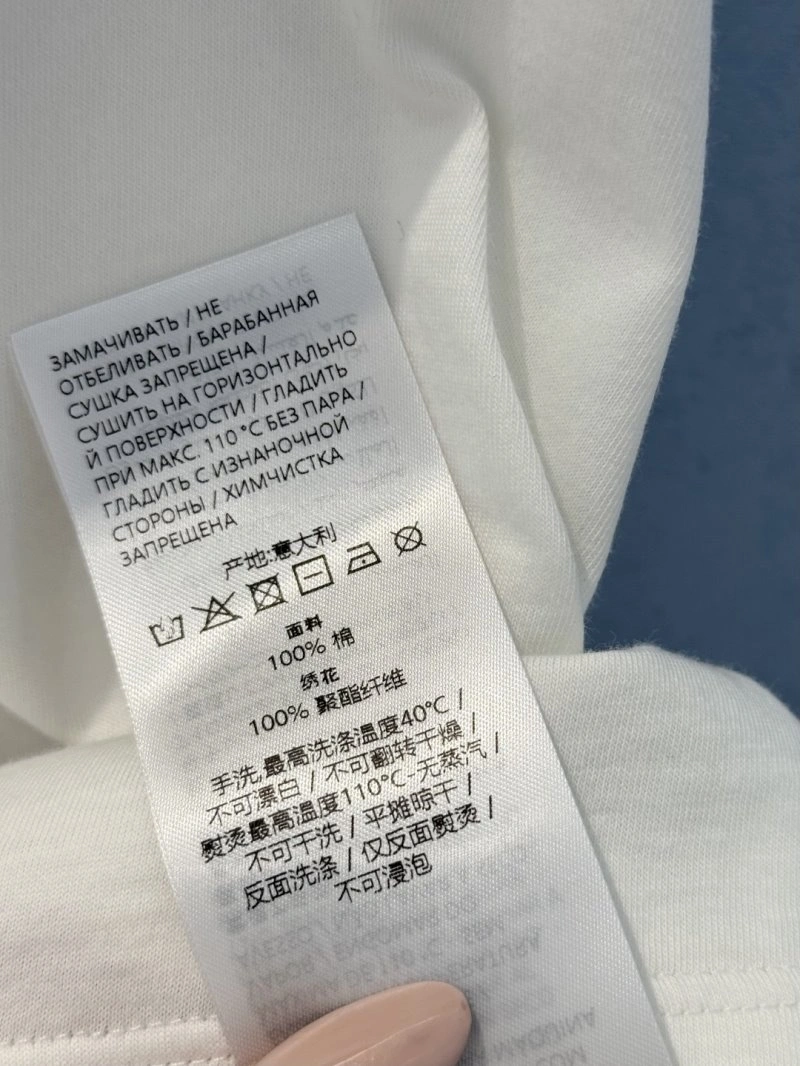 ЗАМАЧИВАТЬ / НЕ
ОТБЕЛИВАТЬ / БАРАБАННАЯ
СУШКА ЗАПРЕЩЕНА /
СУШИТЬ НА ГОРИЗОНТАЛЬНО
Й ПОВЕРХНОСТИ / ГЛАДИТЬ
ПРИ МАКС. 110 °C БЕЗ ПАРА /
ГЛАДИТЬ С ИЗНАНОЧНОЙ
СТОРОНЫ / ХИМЧИСТКА
ЗАПРЕЩЕНА
产地:意大利
面料
100% 棉
绣花
100% 聚酯纤维
手洗,最高洗涤温度40°C /
不可漂白 / 不可翻转干燥 /
熨烫最高温度110°C-无蒸汽 /
不可干洗 / 平摊晾干 /
反面洗涤 / 仅反面熨烫 /
不可浸泡